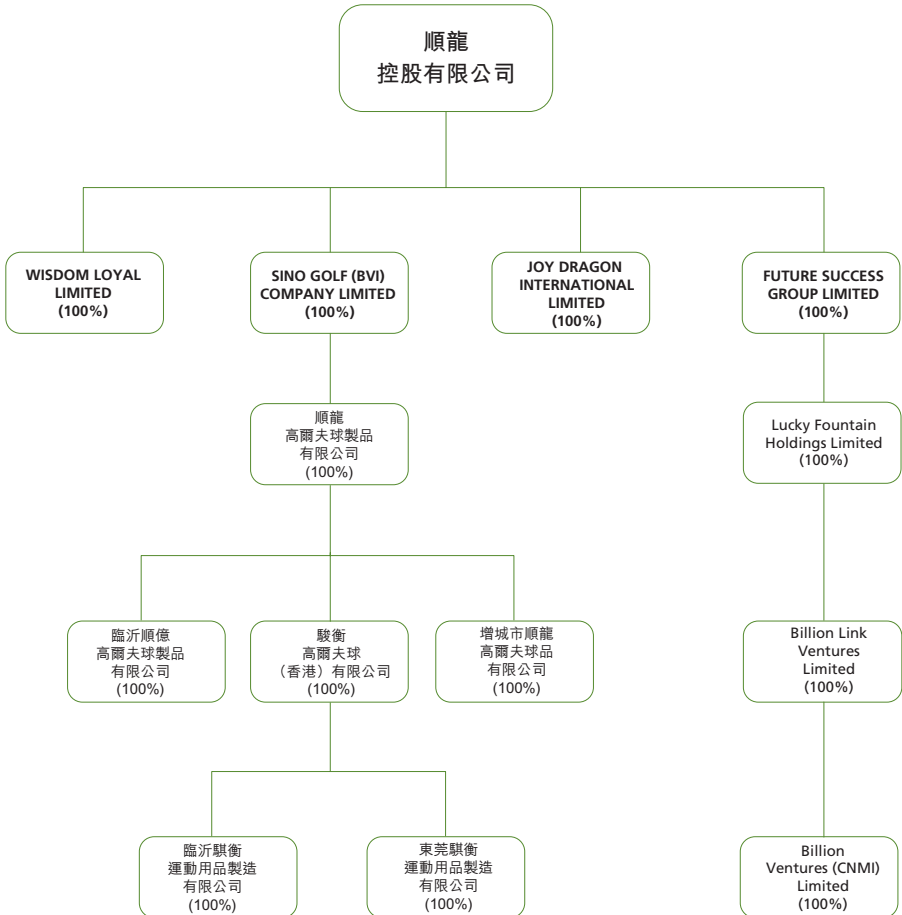 順龍
控股有限公司
WISDOM LOYAL
LIMITED
(100%)
SINO GOLF (BVI)
COMPANY LIMITED
(100%)
JOY DRAGON
INTERNATIONAL
LIMITED
(100%)
FUTURE SUCCESS
GROUP LIMITED
(100%)
順龍
高爾夫球製品
有限公司
(100%)
Lucky Fountain
Holdings Limited
(100%)
臨沂順億
高爾夫球製品
有限公司
(100%)
駿衡
高爾夫球
（香港）有限公司
(100%)
增城市順龍
高爾夫球品
有限公司
(100%)
Billion Link
Ventures
Limited
(100%)
臨沂騏衡
運動用品製造
有限公司
(100%)
東莞騏衡
運動用品製造
有限公司
(100%)
Billion
Ventures (CNMI)
Limited
(100%)